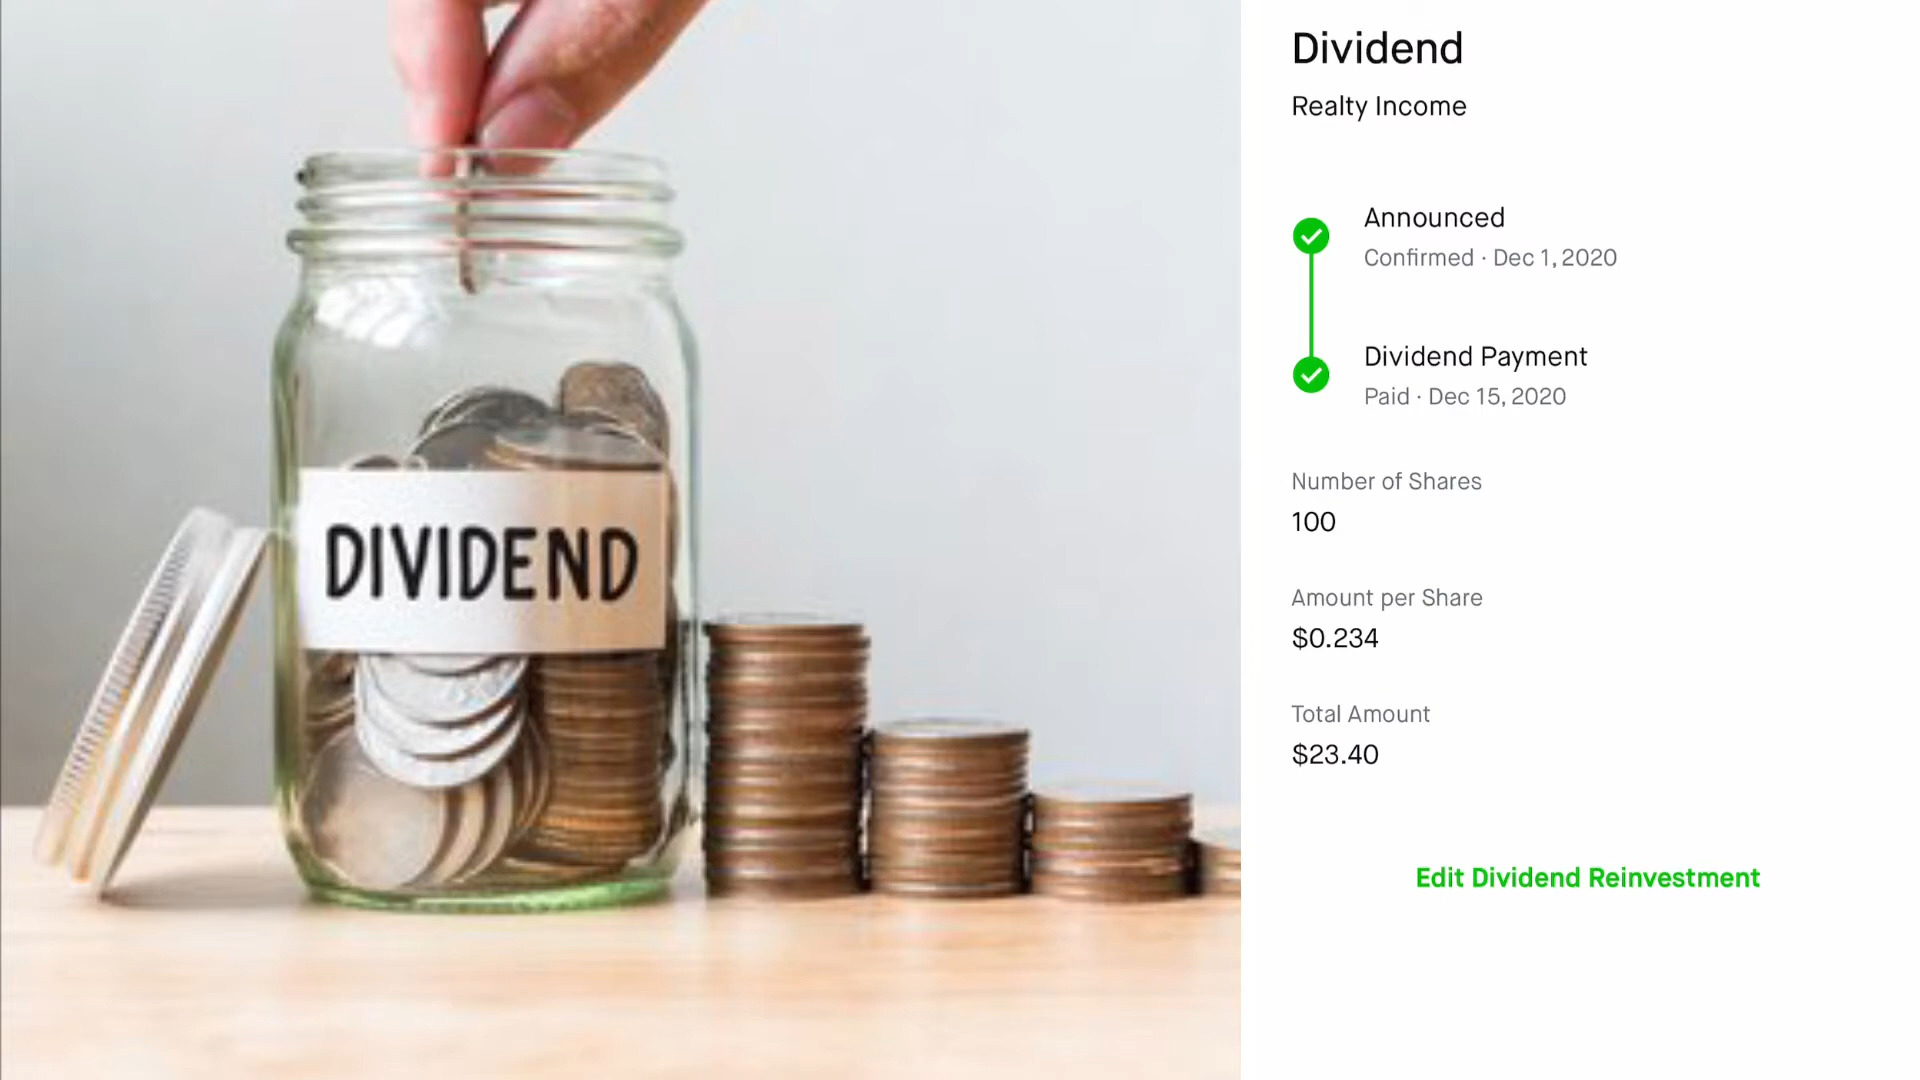 DIVIDEND
Dividend
Realty Income
Announced
Confirmed · Dec 1, 2020
Dividend Payment
Paid · Dec 15, 2020
Number of Shares
100
Amount per Share
$0.234
Total Amount
$23.40
Edit Dividend Reinvestment